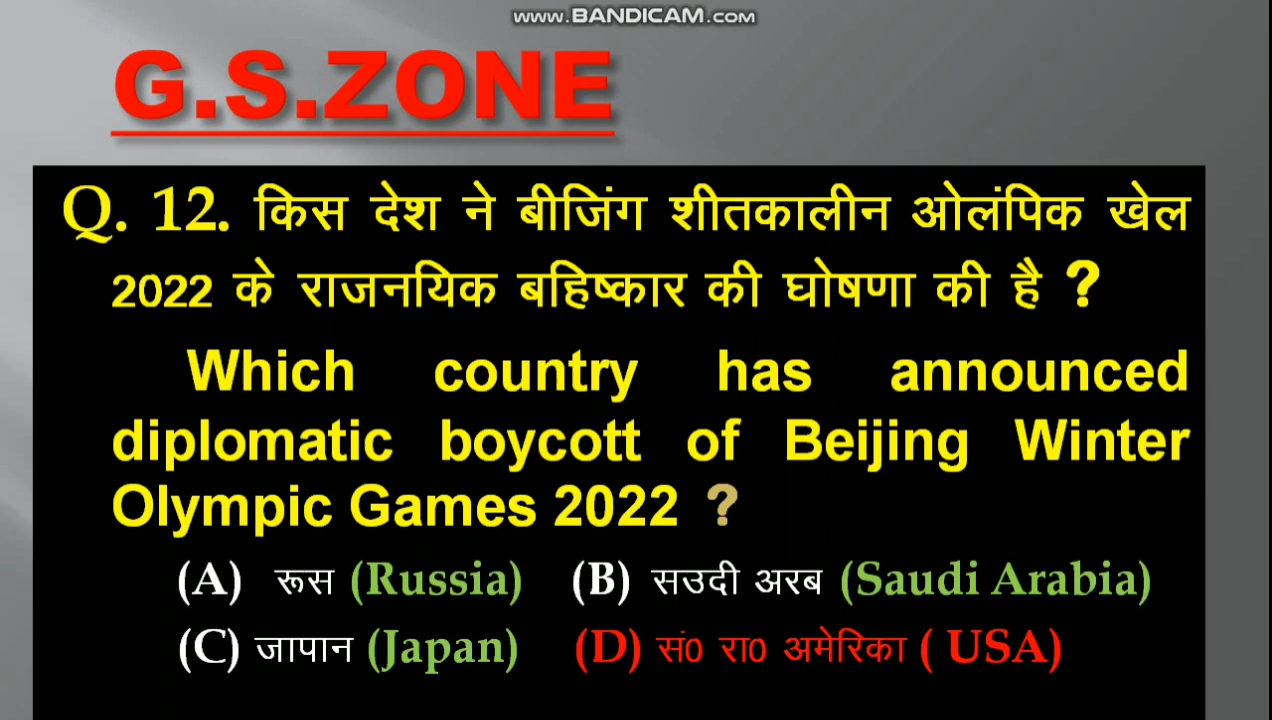 WWW.BANDICAM.COM
G.S.ZONE
Q. 12. किस देश ने बीजिंग शीतकालीन ओलंपिक खेल
2022 के राजनयिक बहिष्कार की घोषणा की है ?
Which country has announced
diplomatic boycott of Beijing Winter
Olympic Games 2022 ?
(A) रूस (Russia) (B) सउदी अरब (Saudi Arabia)
(C) जापान (Japan) (D) सं0 रा0 अमेरिका ( USA)